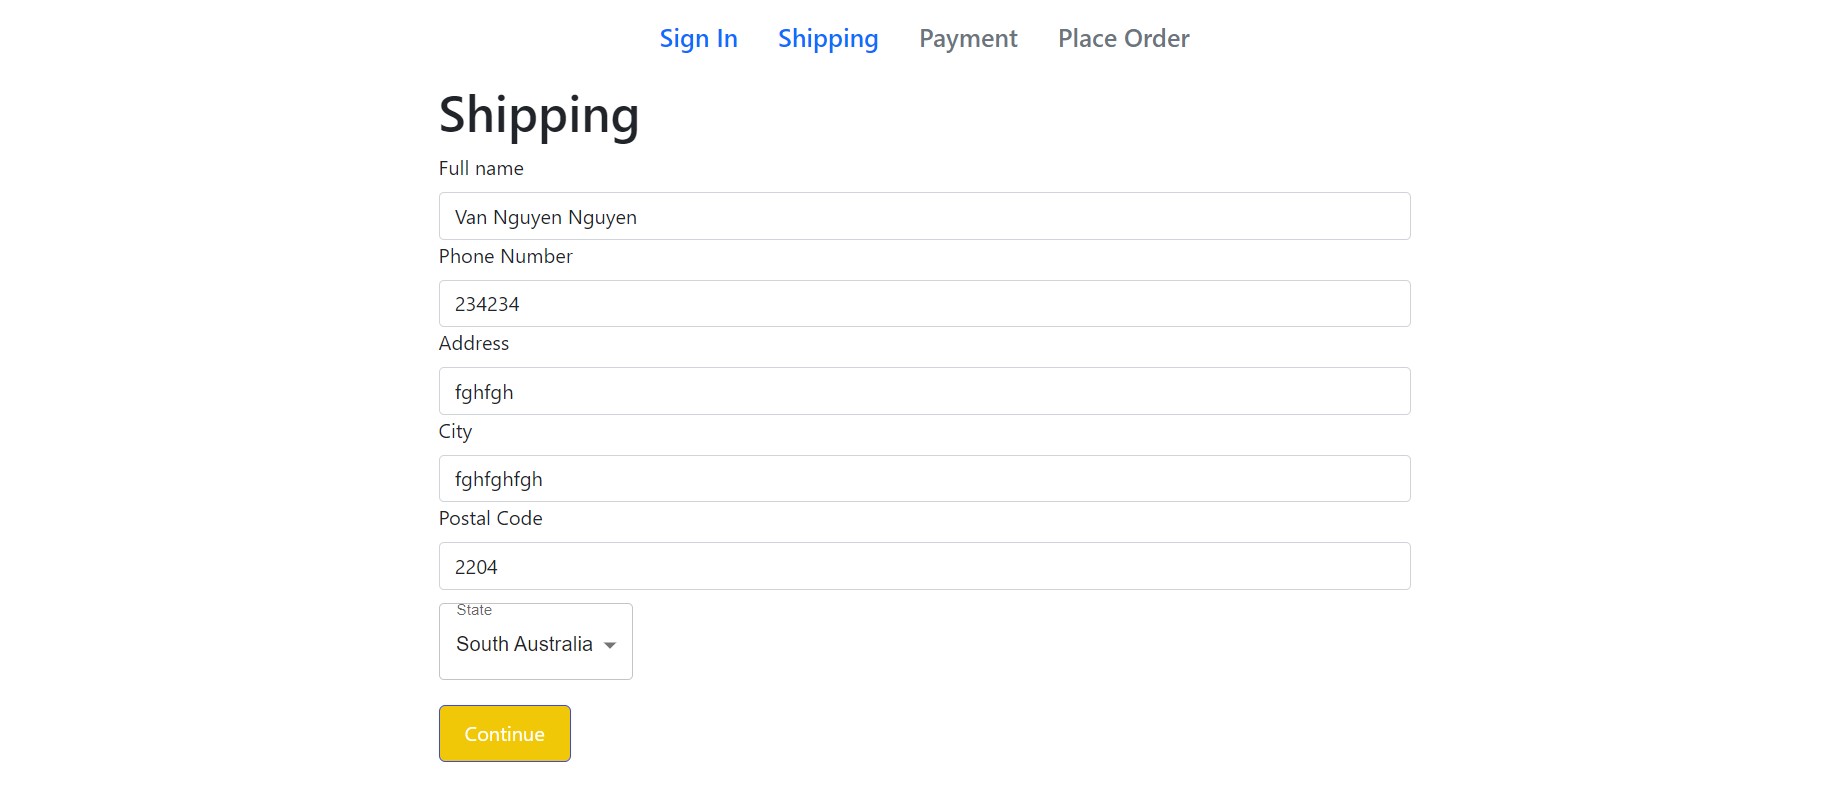 Sign In Shipping Payment Place Order
Shipping
Full name
Van Nguyen Nguyen
Phone Number
234234
Address
fghfgh
City
fghfghfgh
Postal Code
2204
State
South Australia
Continue